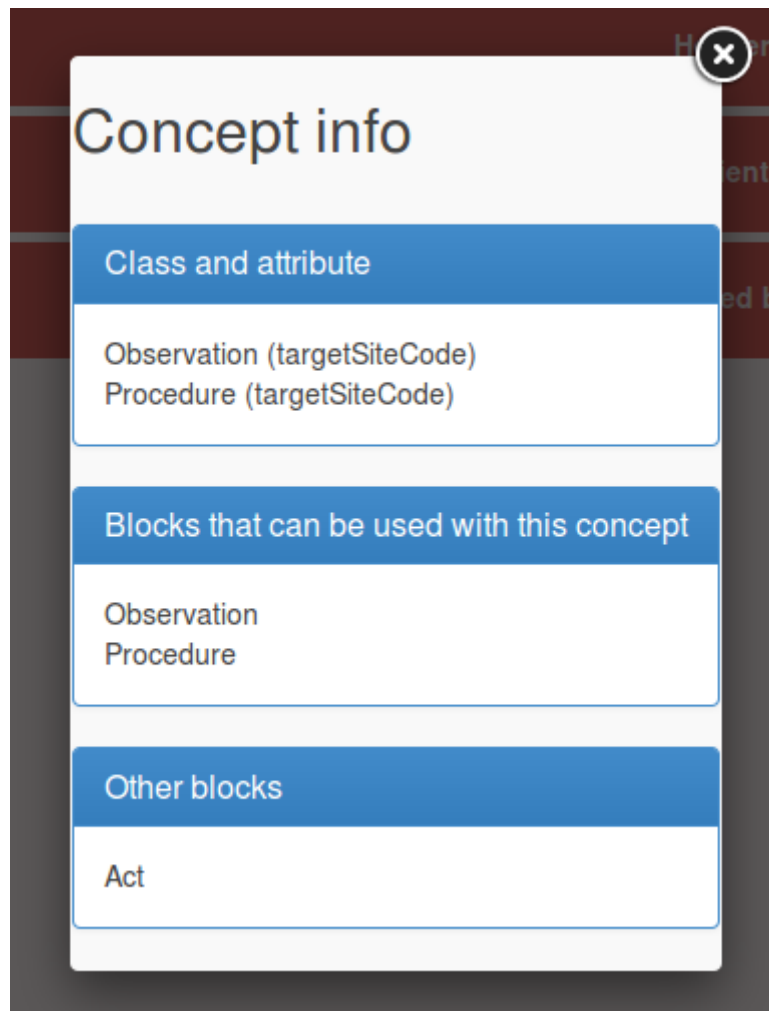 Concept info
Class and attribute
Observation (targetSiteCode)
Procedure (targetSiteCode)
Blocks that can be used with this concept
Observation
Procedure
Other blocks
Act